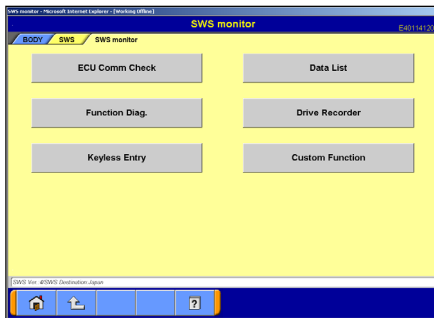 SWS monitor - Microsoft Internet Explorer - [Working Offline]
SWS monitor
E40114120
BODY SWS SWS monitor
ECU Comm Check Data List
Function Diag. Drive Recorder
Keyless Entry Custom Function
SWS Ver :4/SWS Destination Japan
?